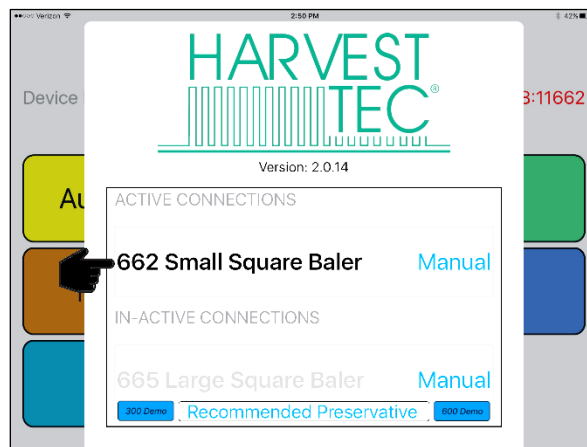 Verizon 2:50 PM 42%
HARVEST
TEC®
Device 3:11662
Version: 2.0.14
Au
ACTIVE CONNECTIONS
662 Small Square Baler Manual
IN-ACTIVE CONNECTIONS
665 Large Square Baler Manual
300 Demo Recommended Preservative 600 Demo